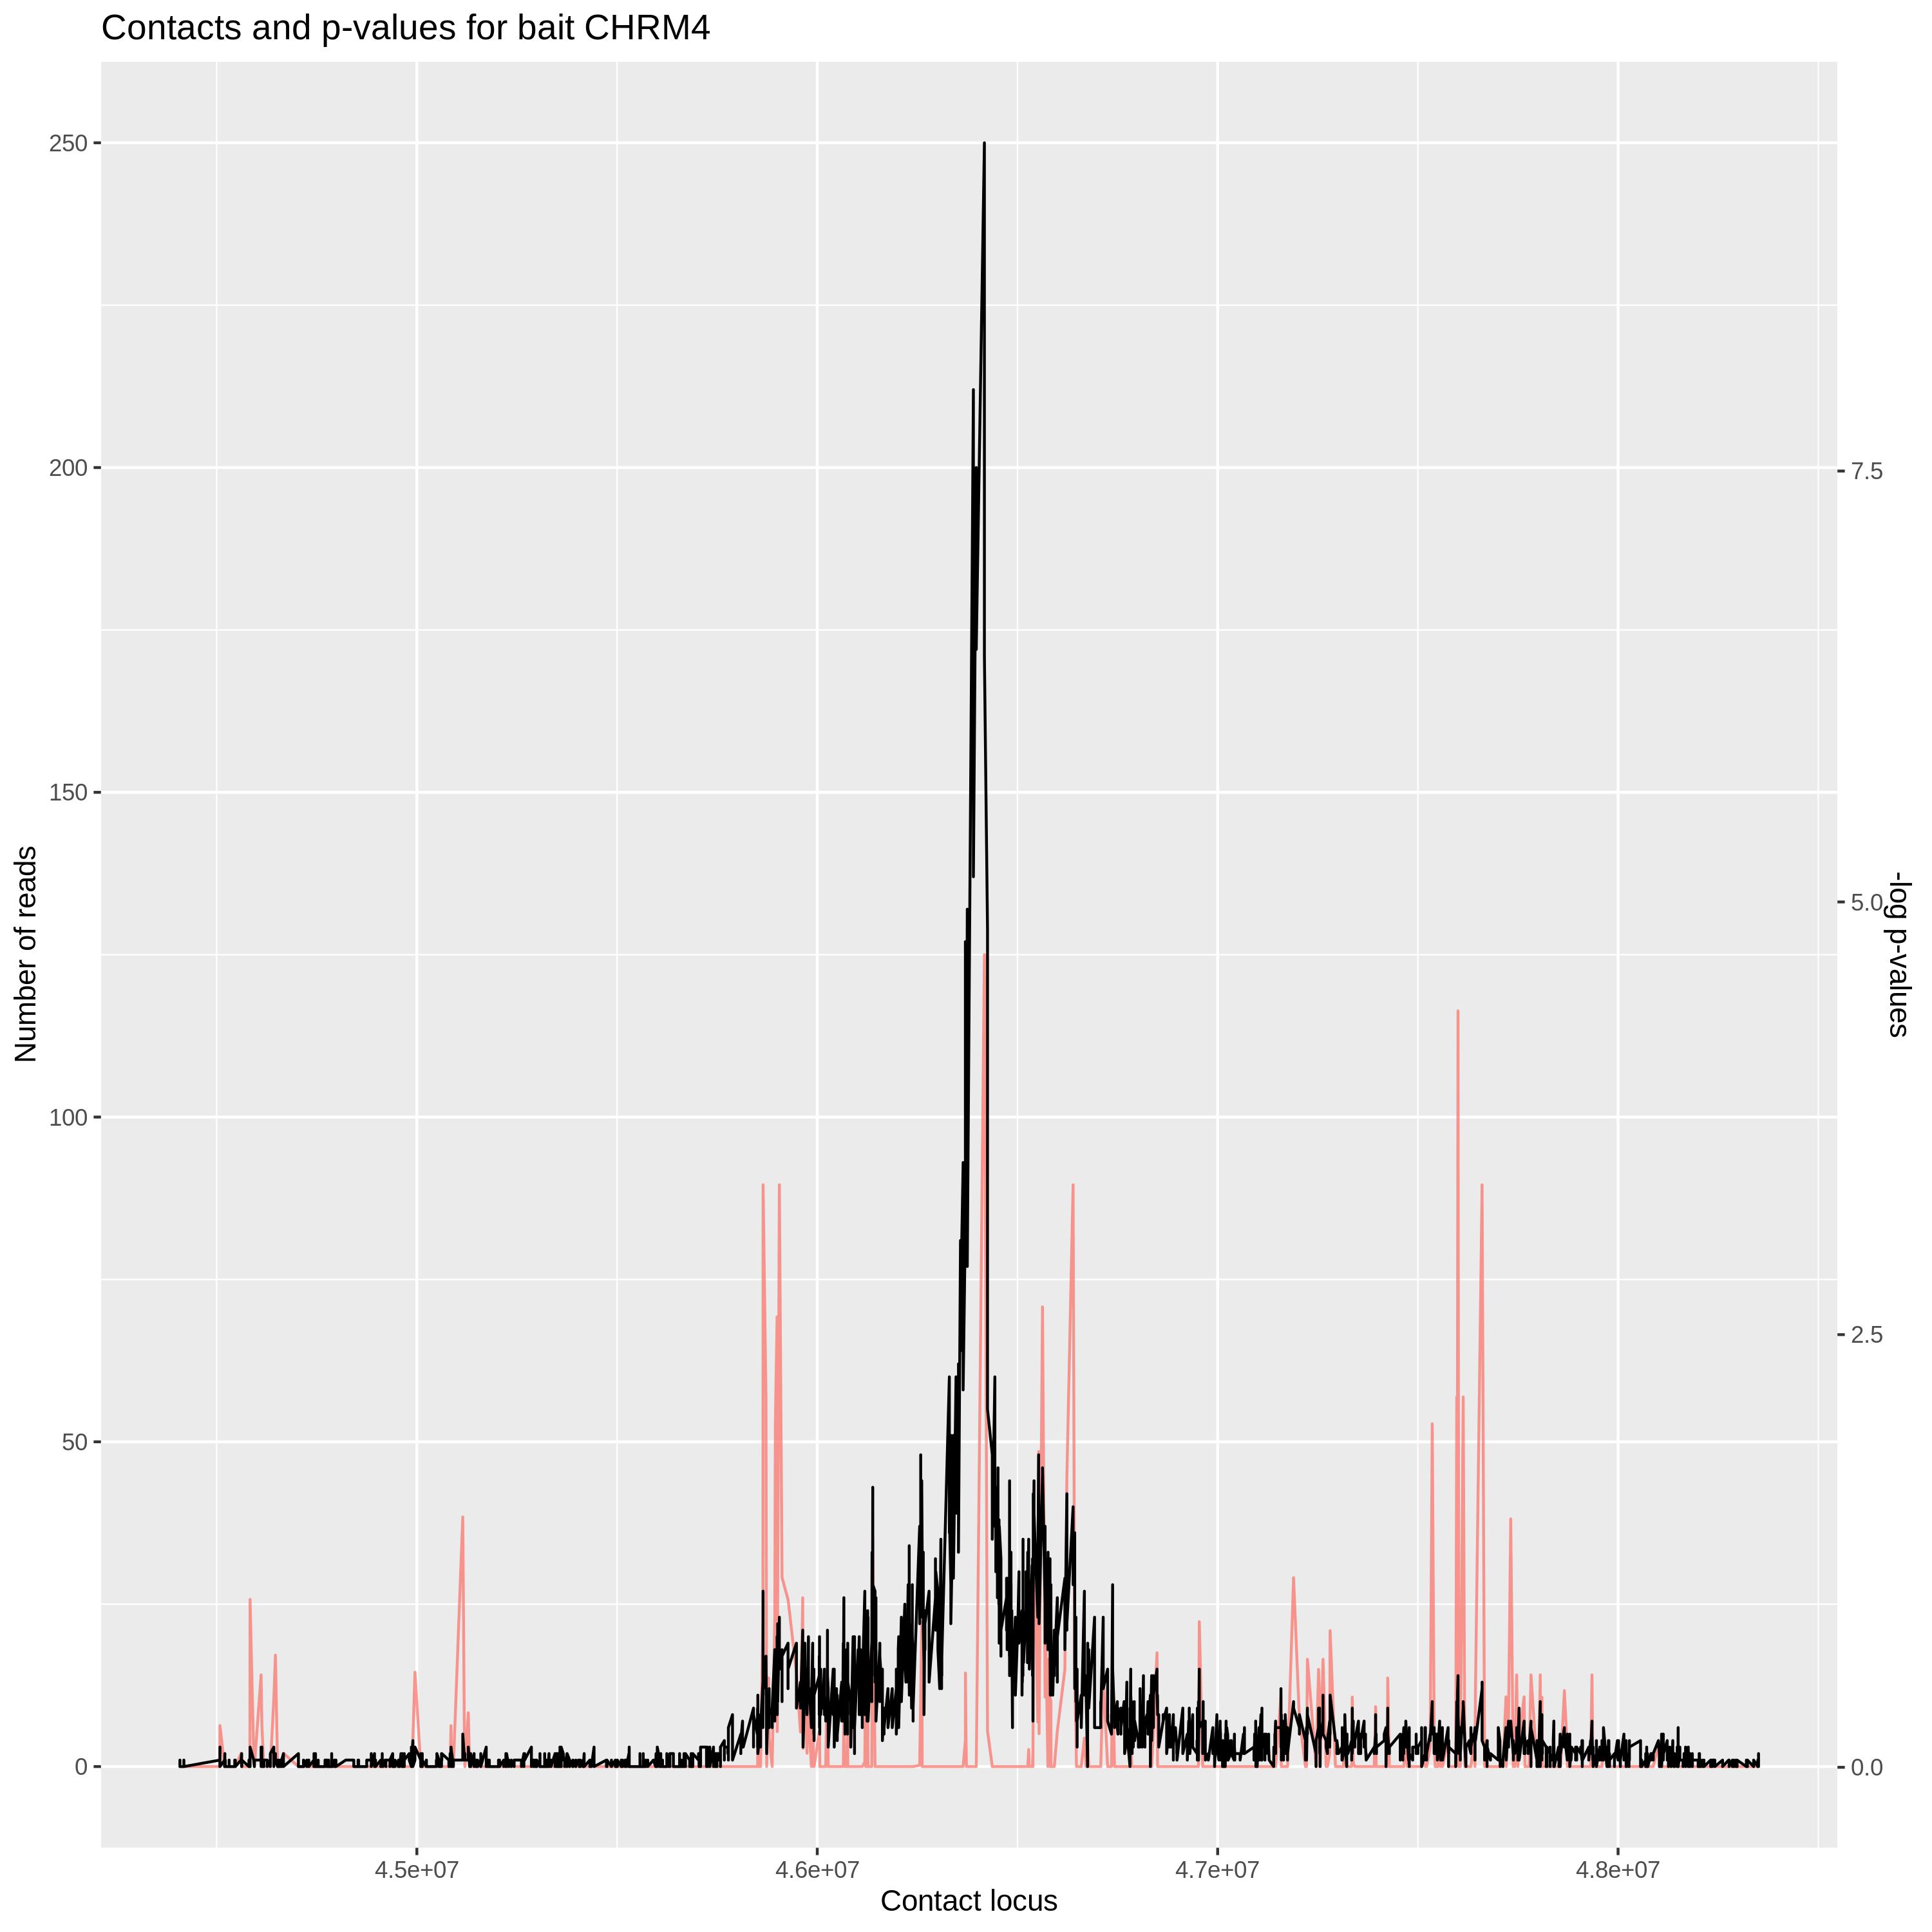 Contacts and p-values for bait CHRM4
250
200
150
100
50
0
Number of reads
7.5
5.0
2.5
0.0
-log p-values
4.5e+07
4.6e+07
4.7e+07
4.8e+07
Contact locus